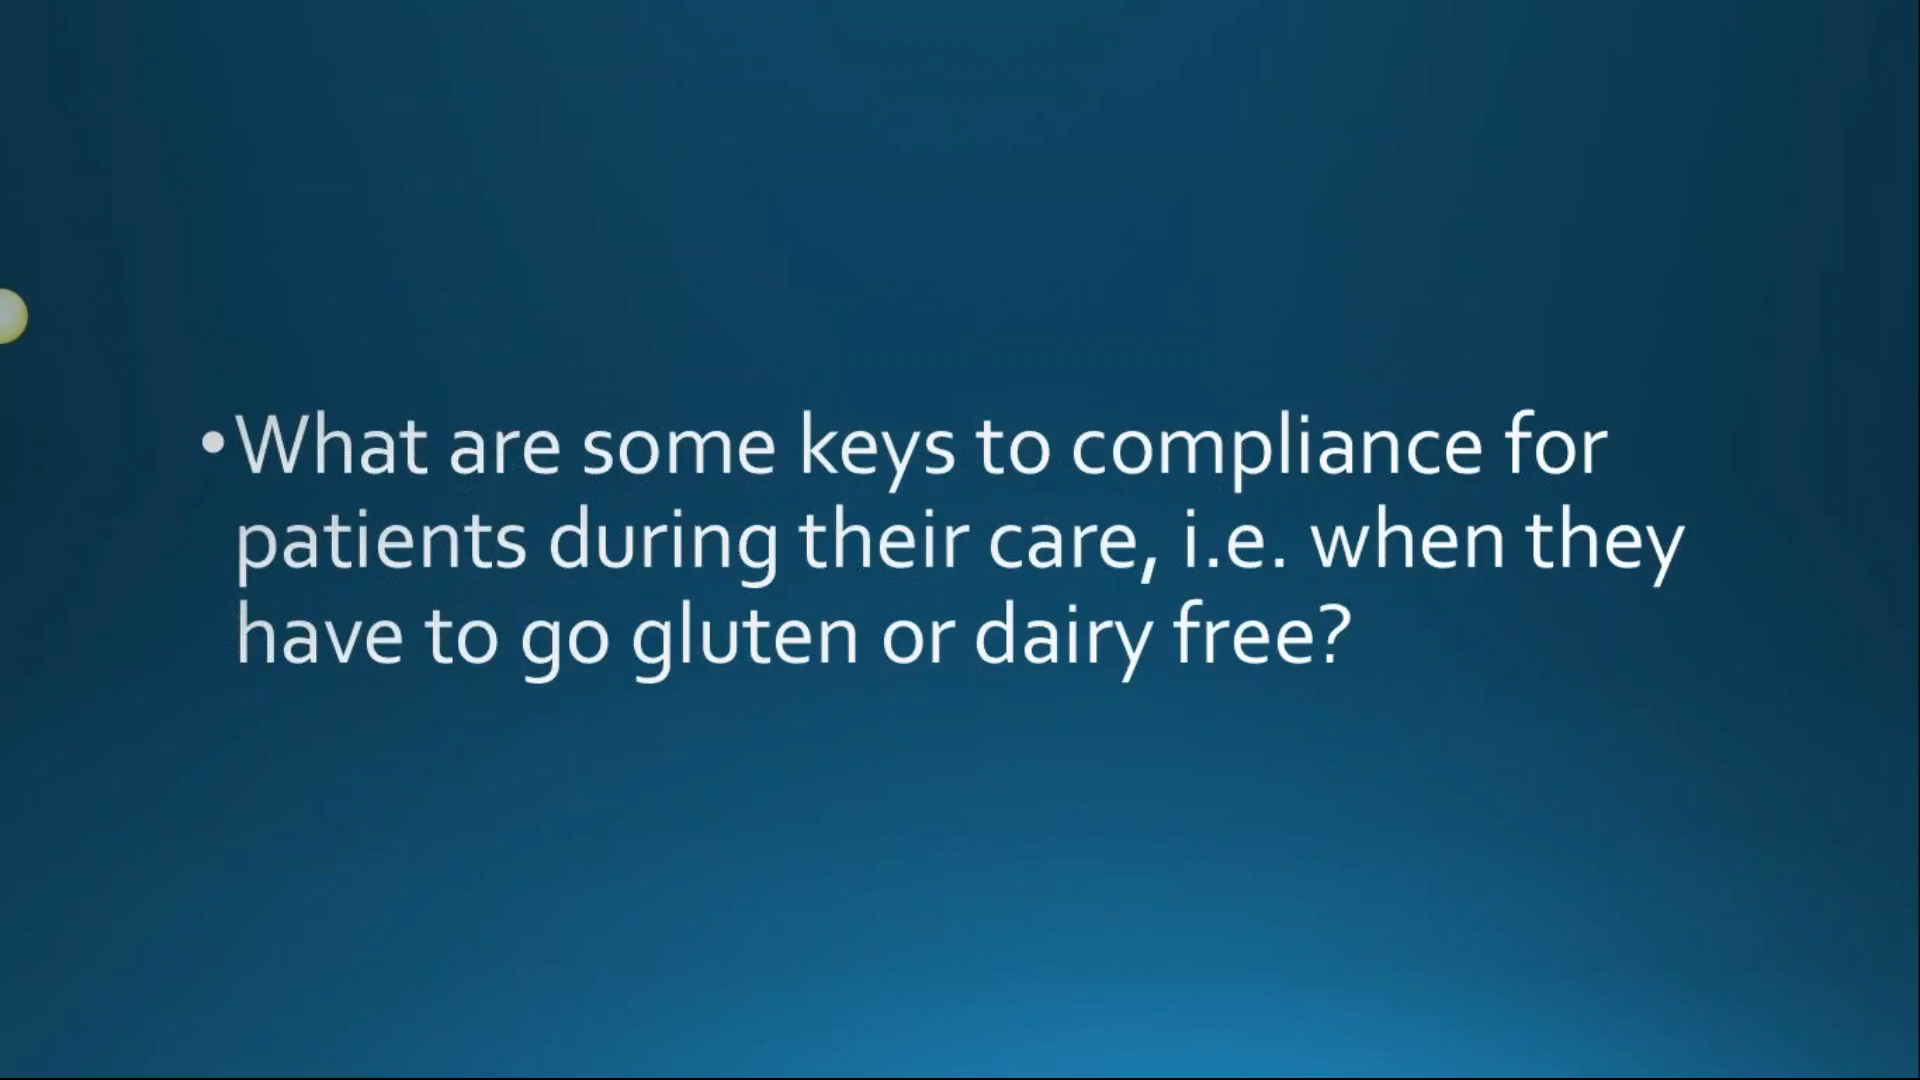 •What are some keys to compliance for
patients during their care, i.e. when they
have to go gluten or dairy free?